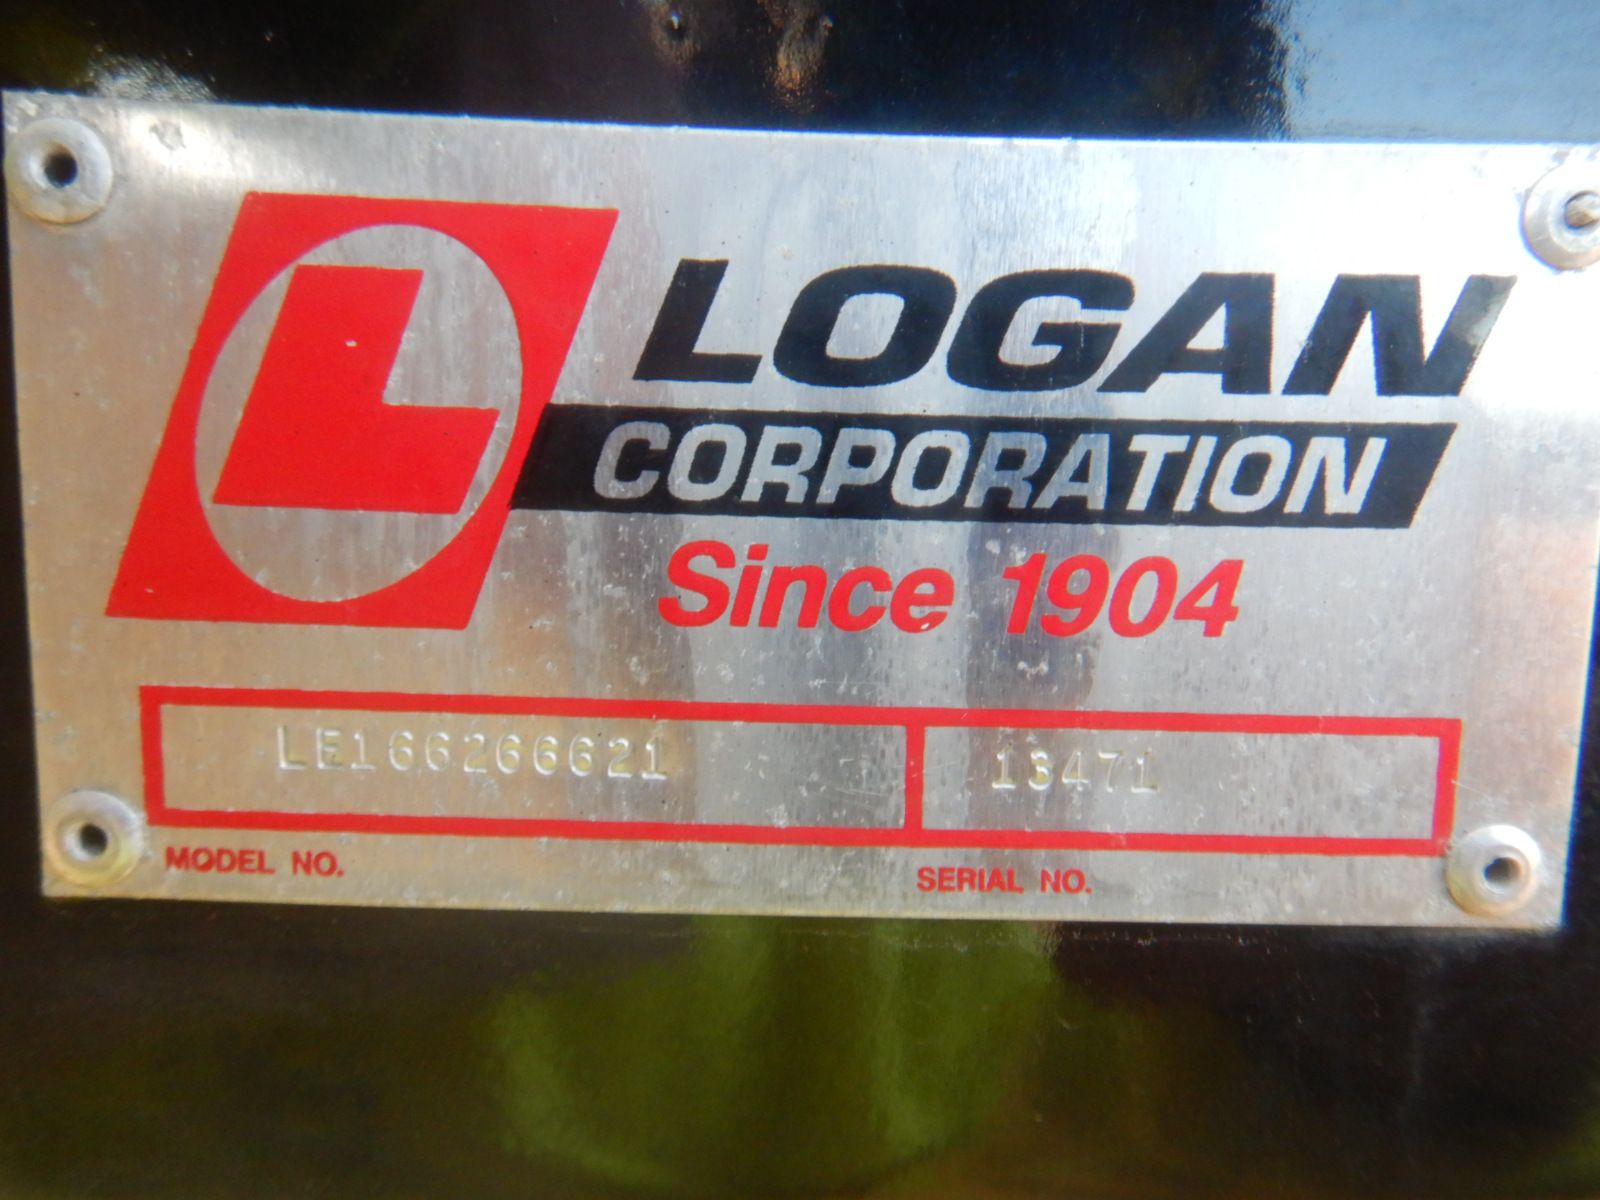 L
LOGAN
CORPORATION
Since 1904
LE166266621 13471
MODEL NO. SERIAL NO.